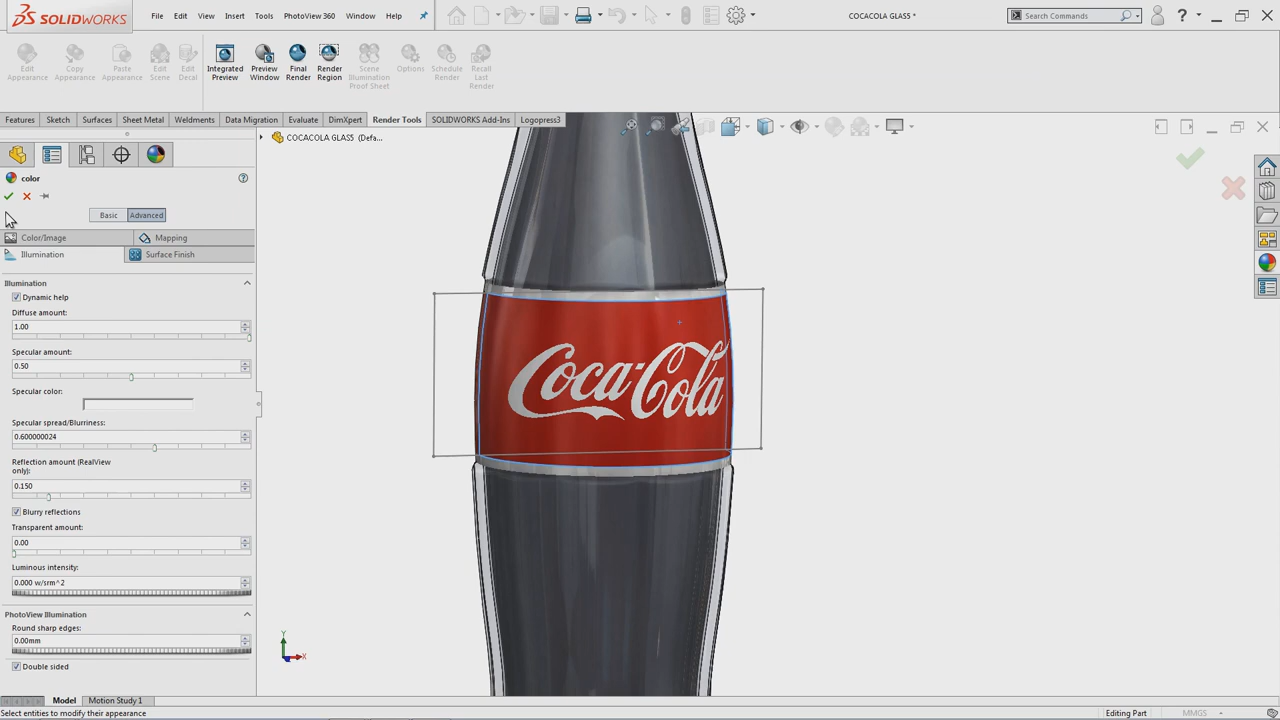 SOLIDWORKS
File Edit View Insert Tools PhotoView 360 Window Help
COCACOLA GLAS5 *
Search Commands
Edit Appearance
Copy Appearance
Paste Appearance
Edit Scene
Edit Decal
Integrated Preview
Preview Window
Final Render
Render Region
Scene Illumination Proof Sheet
Options
Schedule Render
Recall Last Render
Features Sketch Surfaces Sheet Metal Weldments Data Migration Evaluate DimXpert Render Tools SOLIDWORKS Add-Ins Logopress3
COCACOLA GLAS5 (Defa...
color
Basic Advanced
Color/Image Mapping
Illumination Surface Finish
Illumination
Dynamic help
Diffuse amount:
1.00
Specular amount:
0.50
Specular color:
Specular spread/Blurriness:
0.600000024
Reflection amount (RealView
only):
0.150
Blurry reflections
Transparent amount:
0.00
Luminous intensity:
0.000 w/srm^2
PhotoView Illumination
Round sharp edges:
0.00mm
Double sided
Coca-Cola
Y
X
Model Motion Study 1
Select entities to modify their appearance
Editing Part
MMGS